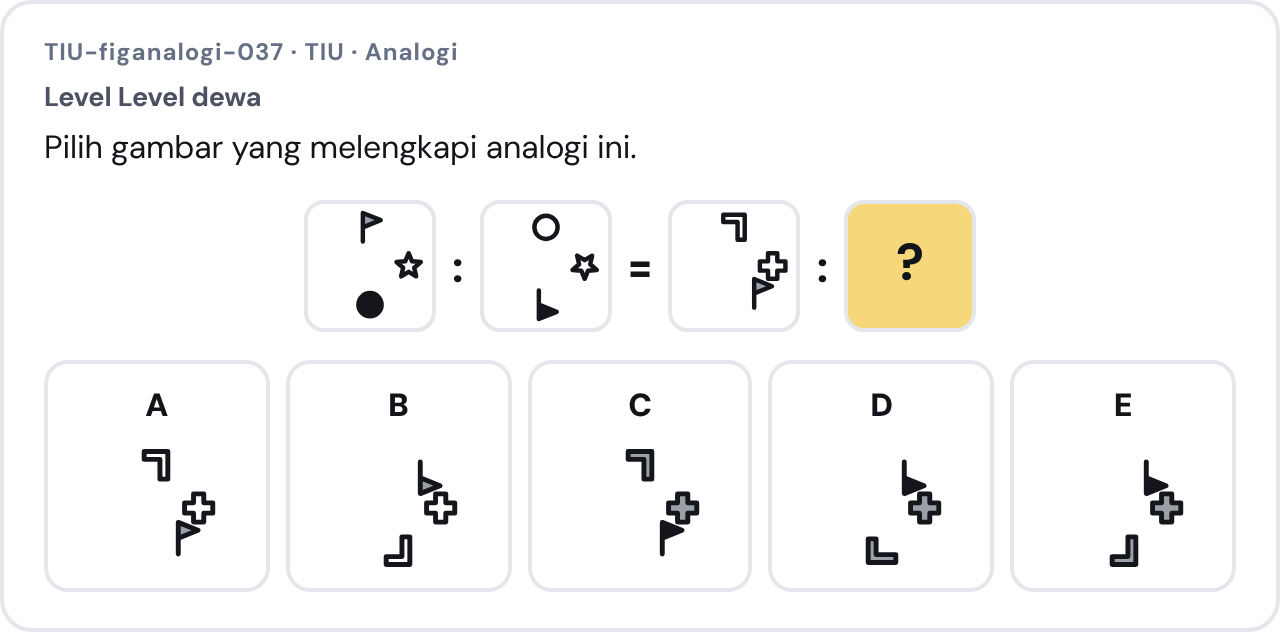 TIU-figanalogi-037 · TIU · Analogi
Level Level dewa
Pilih gambar yang melengkapi analogi ini.
: = : ?
A B C D E